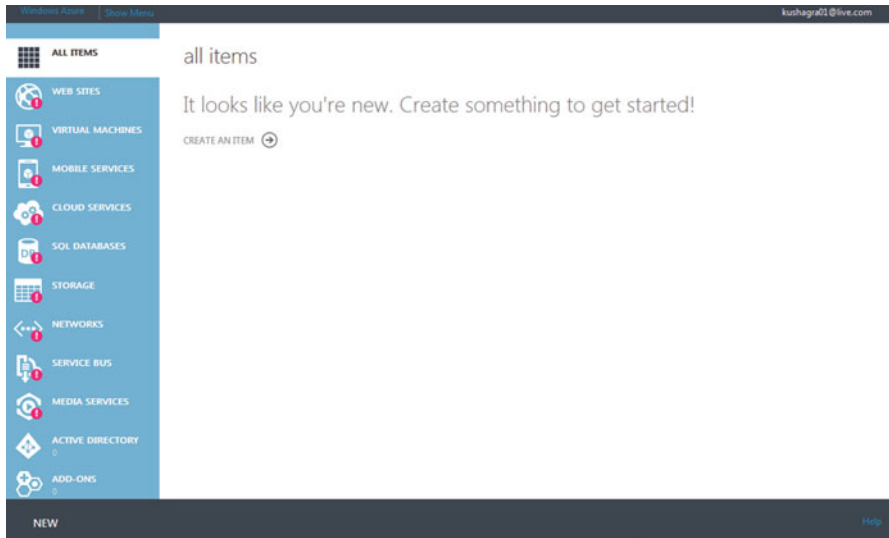 Windows Azure | Show Menu
kushagra01@live.com
ALL ITEMS
WEB SITES
VIRTUAL MACHINES
MOBILE SERVICES
CLOUD SERVICES
SQL DATABASES
DB
STORAGE
NETWORKS
SERVICE BUS
MEDIA SERVICES
ACTIVE DIRECTORY
0
ADD-ONS
0
all items
It looks like you're new. Create something to get started!
CREATE AN ITEM
NEW
Help